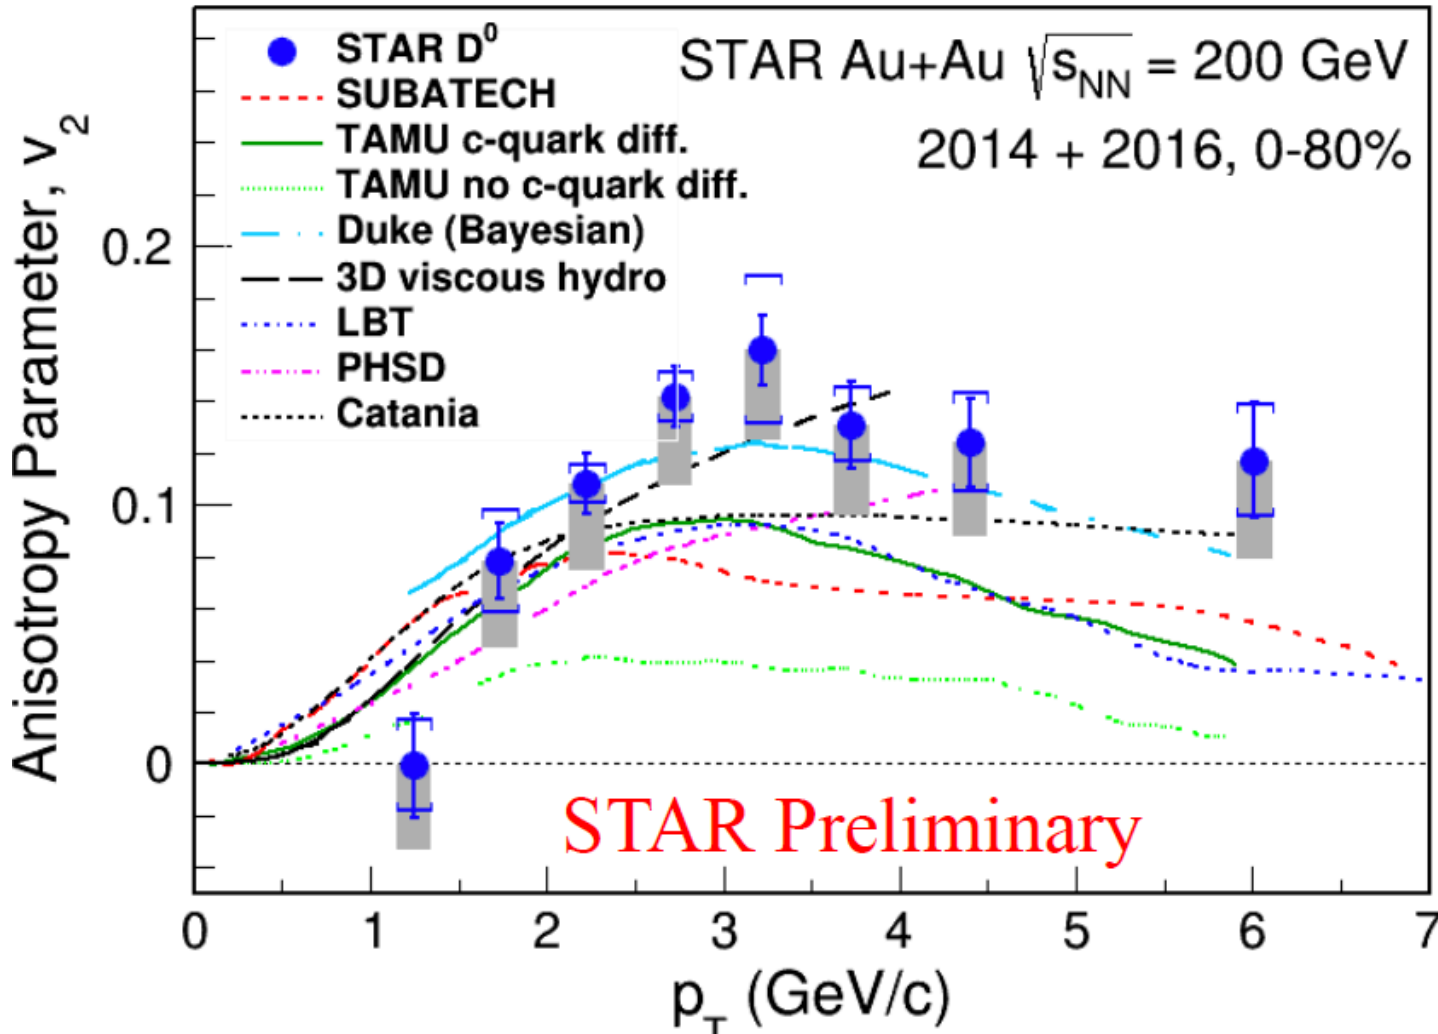 STAR D⁰
SUBATECH
TAMU c-quark diff.
TAMU no c-quark diff.
Duke (Bayesian)
3D viscous hydro
LBT
PHSD
Catania
STAR Au+Au √s_NN = 200 GeV
2014 + 2016, 0-80%
Anisotropy Parameter, v₂
0.2
0.1
0
STAR Preliminary
0 1 2 3 4 5 6 7
p_T (GeV/c)